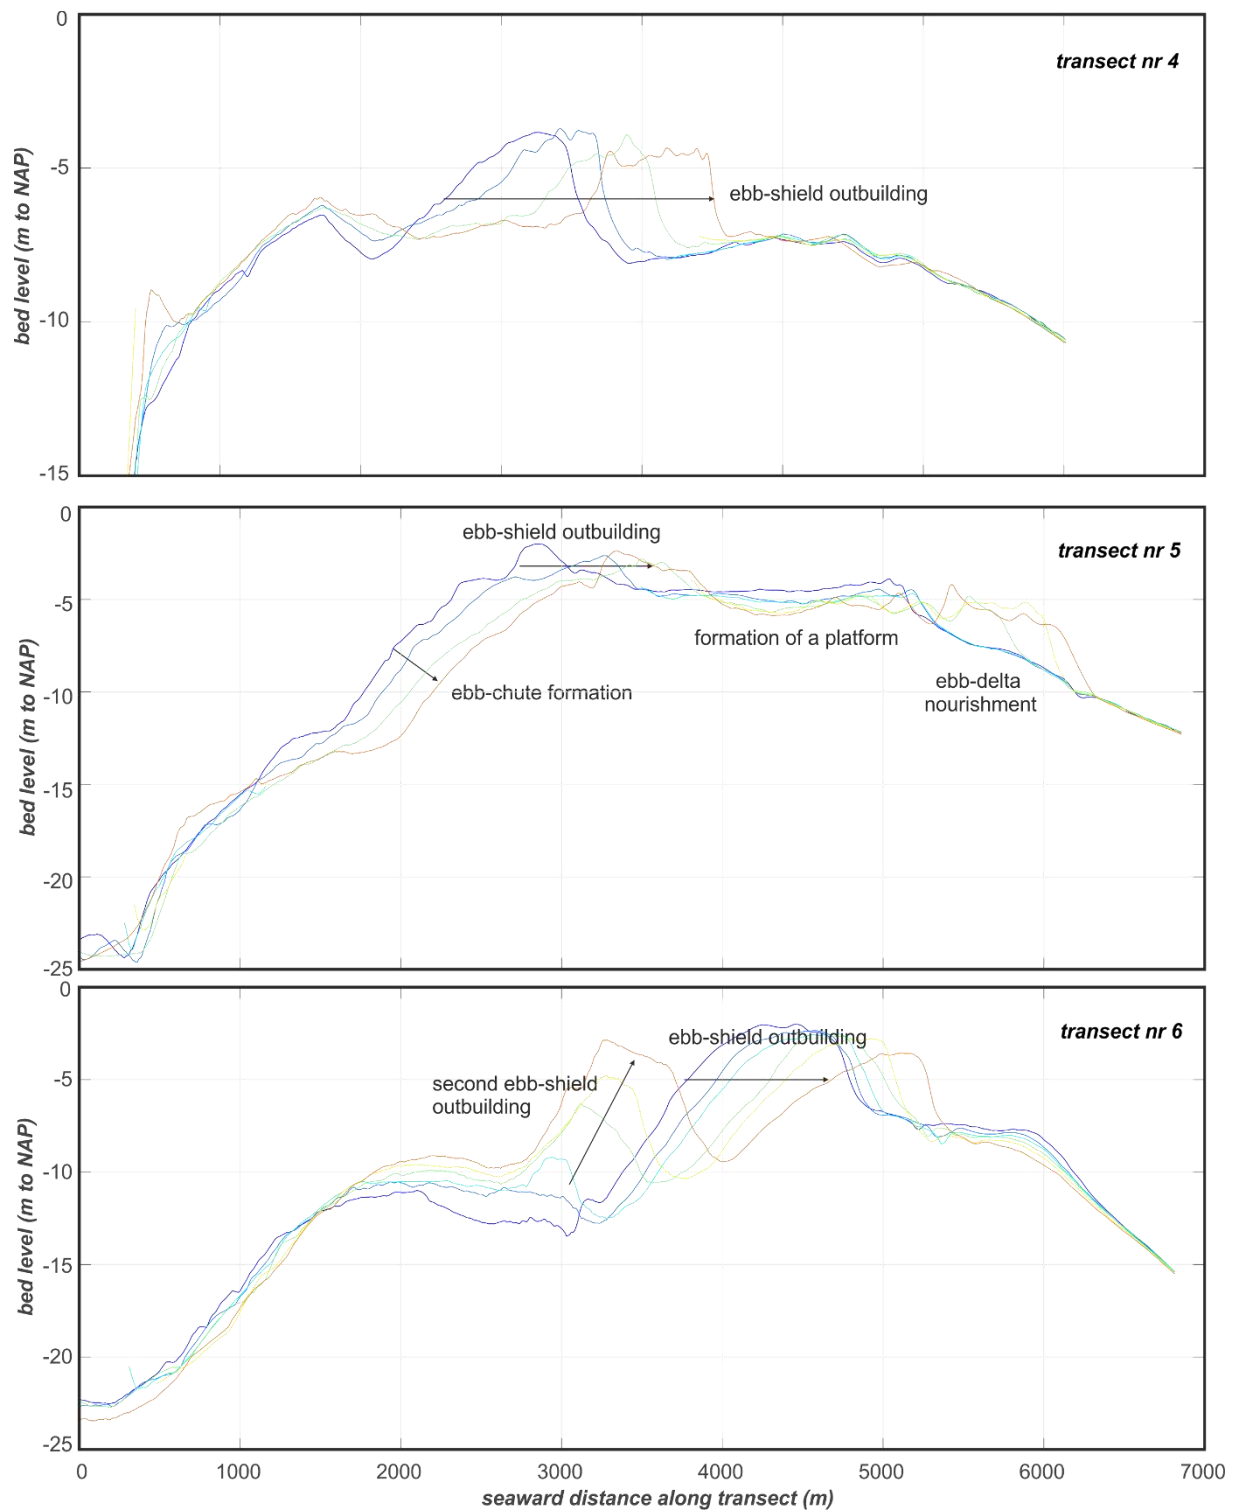 0
transect nr 4
-5
ebb-shield outbuilding
-10
-15
bed level (m to NAP)
0
ebb-shield outbuilding
transect nr 5
-5
formation of a platform
ebb-chute formation
ebb-delta
nourishment
-10
-15
-20
-25
bed level (m to NAP)
0
transect nr 6
ebb-shield outbuilding
-5
second ebb-shield
outbuilding
-10
-15
-20
-25
bed level (m to NAP)
0 1000 2000 3000 4000 5000 6000 7000
seaward distance along transect (m)